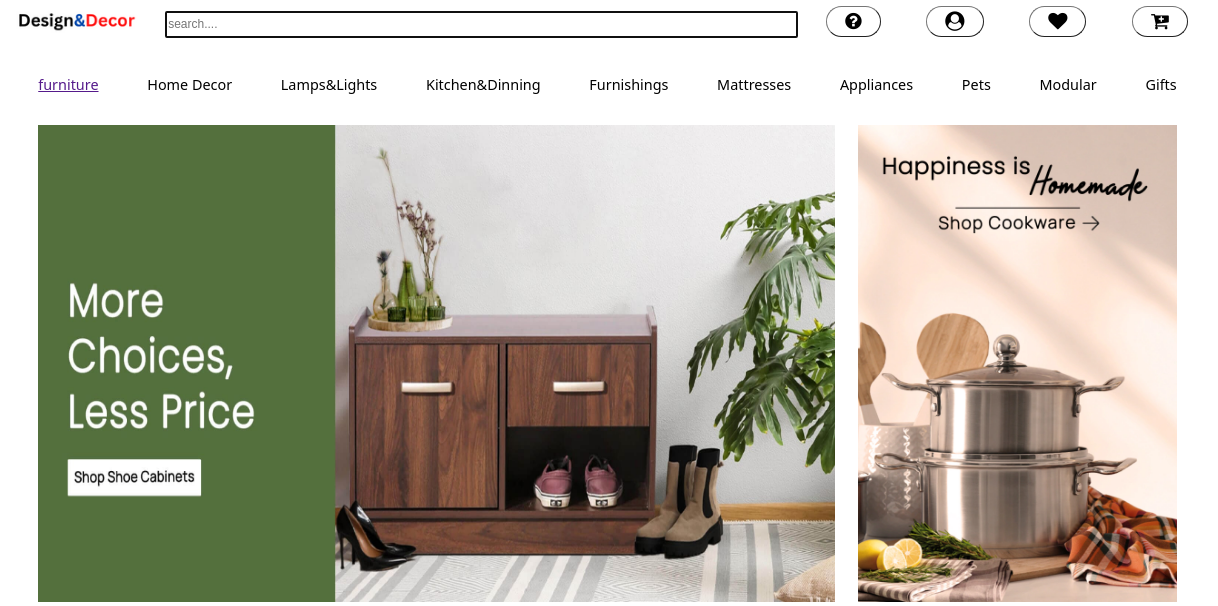 Design&Decor
search....
furniture Home Decor Lamps&Lights Kitchen&Dinning Furnishings Mattresses Appliances Pets Modular Gifts
More
Choices,
Less Price
Shop Shoe Cabinets
Happiness is
Homemade
Shop Cookware →